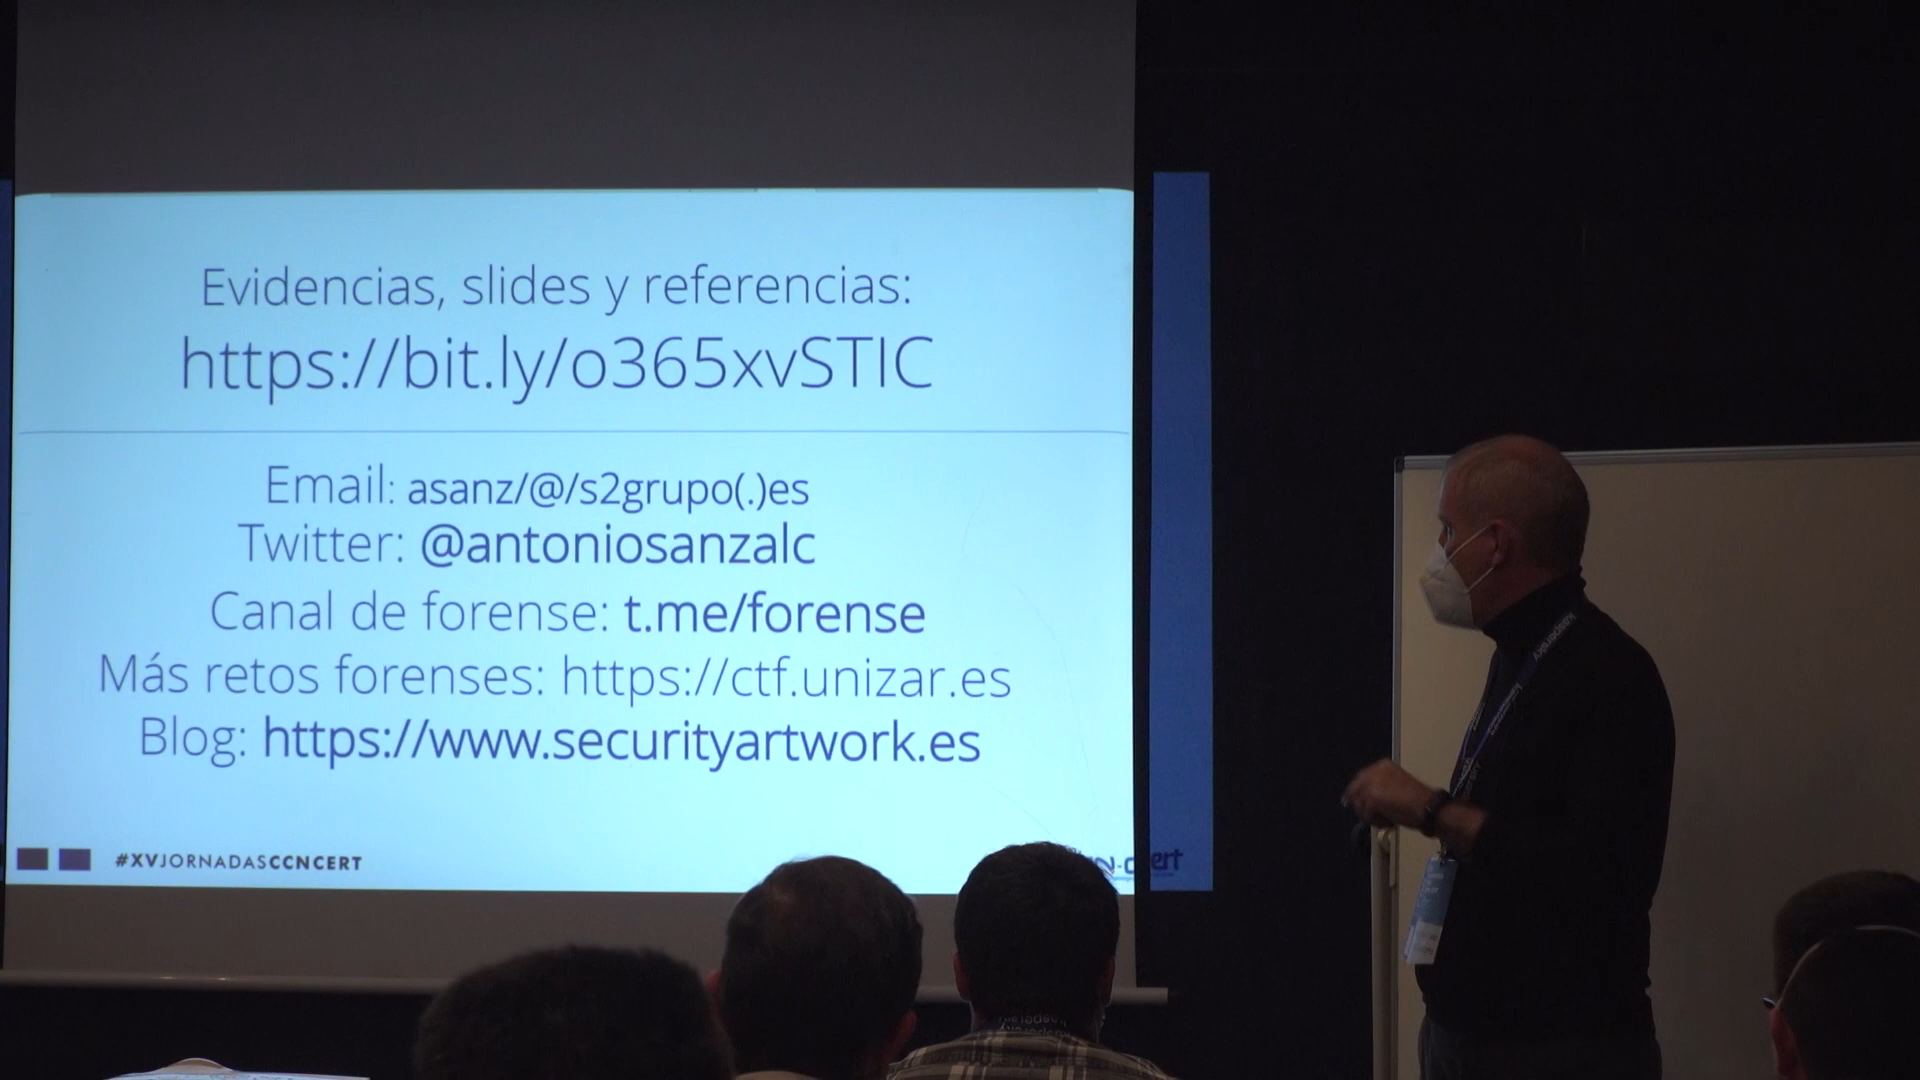 Evidencias, slides y referencias:
https://bit.ly/o365xvSTIC
Email: asanz/@/s2grupo(.)es
Twitter: @antoniosanzalc
Canal de forense: t.me/forense
Más retos forenses: https://ctf.unizar.es
Blog: https://www.securityartwork.es
#XVJORNADASCCNCERT
kaspersky